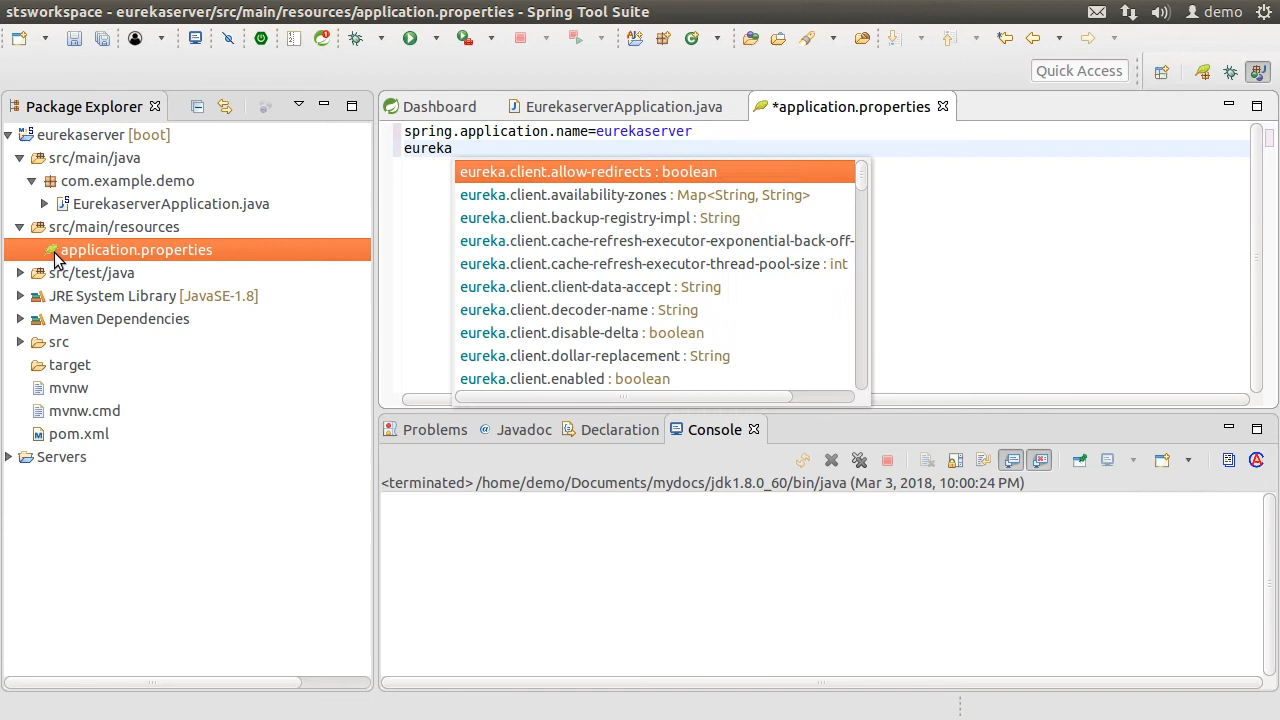 stsworkspace - eurekaserver/src/main/resources/application.properties - Spring Tool Suite
demo
Quick Access
Package Explorer
Dashboard
EurekaserverApplication.java
*application.properties
eurekaserver [boot]
src/main/java
com.example.demo
EurekaserverApplication.java
src/main/resources
application.properties
src/test/java
JRE System Library [JavaSE-1.8]
Maven Dependencies
src
target
mvnw
mvnw.cmd
pom.xml
Servers
spring.application.name=eurekaserver
eureka
eureka.client.allow-redirects : boolean
eureka.client.availability-zones : Map<String, String>
eureka.client.backup-registry-impl : String
eureka.client.cache-refresh-executor-exponential-back-off-
eureka.client.cache-refresh-executor-thread-pool-size : int
eureka.client.client-data-accept : String
eureka.client.decoder-name : String
eureka.client.disable-delta : boolean
eureka.client.dollar-replacement : String
eureka.client.enabled : boolean
Problems
Javadoc
Declaration
Console
<terminated> /home/demo/Documents/mydocs/jdk1.8.0_60/bin/java (Mar 3, 2018, 10:00:24 PM)